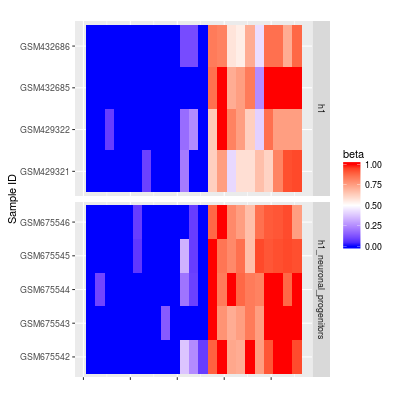 Sample ID
GSM432686
GSM432685
GSM429322
GSM429321
h1
GSM675546
GSM675545
GSM675544
GSM675543
GSM675542
h1_neuronal_progenitors
beta
1.00
0.75
0.50
0.25
0.00